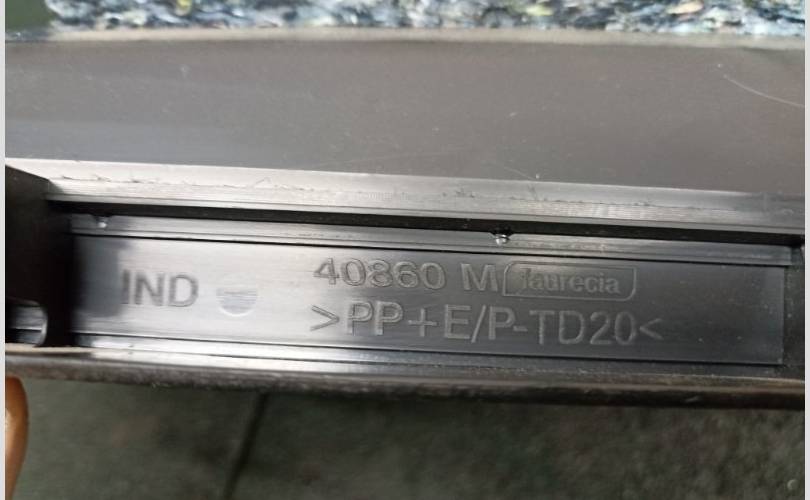 IND
40860 M faurecia
>PP+E/P-TD20<